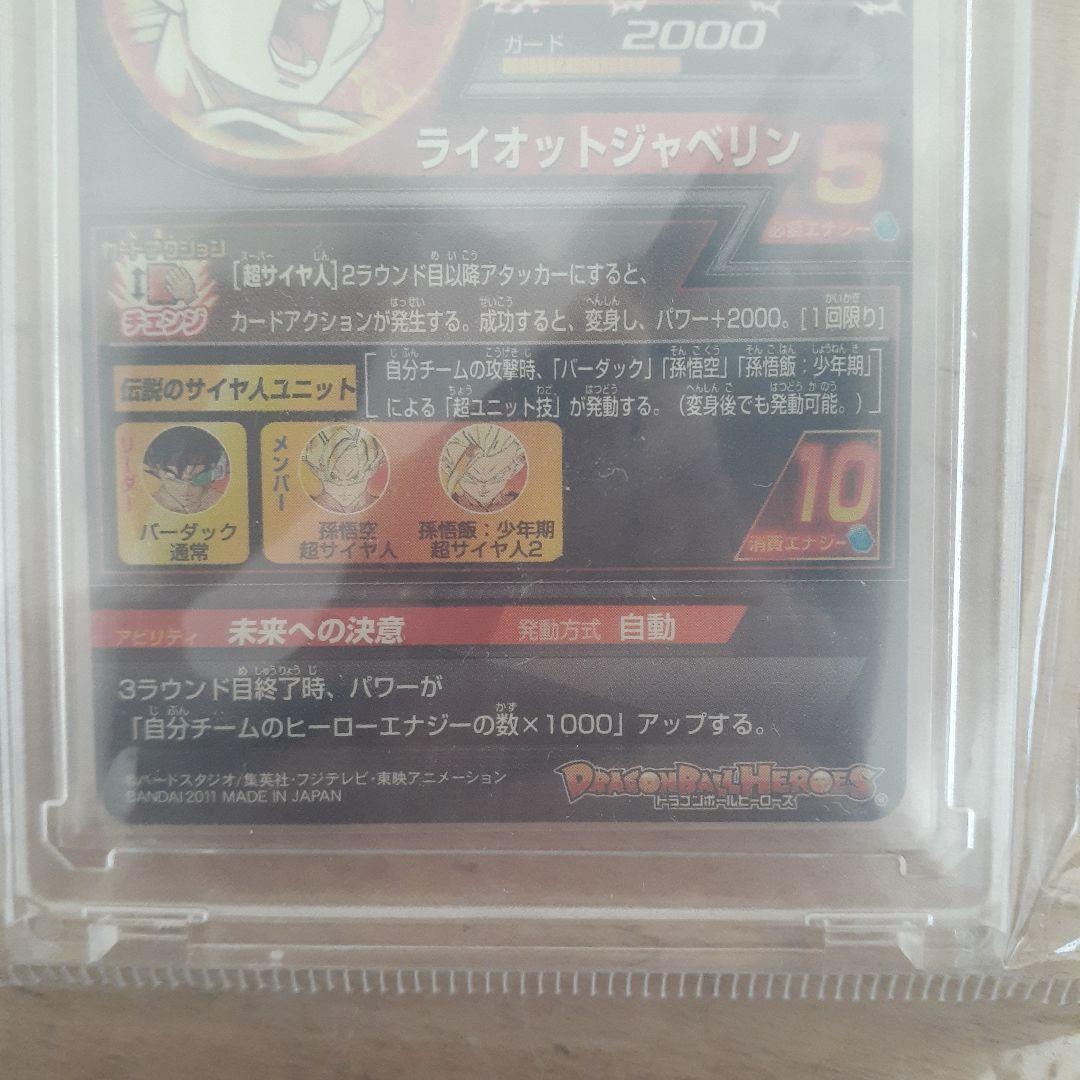 ガード 2000
ライオットジャベリン 5
必要エナジー
カードアクション
チェンジ
[超サイヤ人]2ラウンド目以降アタッカーにすると、
カードアクションが発生する。成功すると、変身し、パワー+2000。[1回限り]
伝説のサイヤ人ユニット
自分チームの攻撃時、「バーダック」「孫悟空」「孫悟飯：少年期」
による「超ユニット技」が発動する。（変身後でも発動可能。）
リーダー
バーダック
通常
メンバー
孫悟空
超サイヤ人
孫悟飯：少年期
超サイヤ人2
10
消費エナジー
アビリティ 未来への決意 発動方式 自動
3ラウンド目終了時、パワーが
「自分チームのヒーローエナジーの数×1000」アップする。
©バードスタジオ/集英社・フジテレビ・東映アニメーション
BANDAI 2011 MADE IN JAPAN
DRAGONBALL HEROES
ドラゴンボールヒーローズ